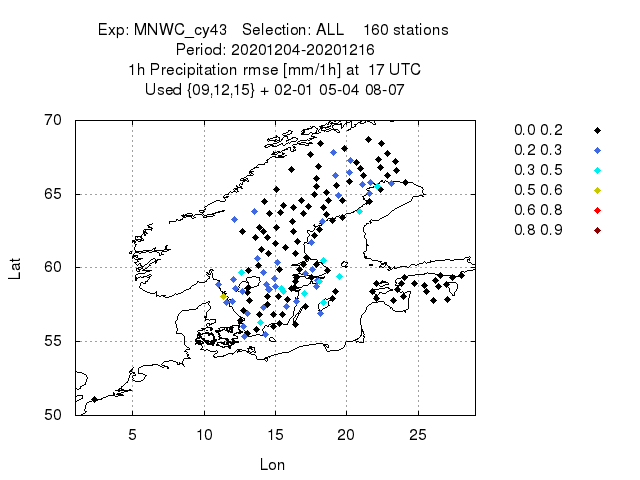 Exp: MNWC_cy43   Selection: ALL    160 stations
Period: 20201204-20201216
1h Precipitation rmse [mm/1h] at  17 UTC
Used {09,12,15} + 02-01 05-04 08-07
70
65
60
55
50
Lat
5 10 15 20 25
Lon
0.0 0.2
0.2 0.3
0.3 0.5
0.5 0.6
0.6 0.8
0.8 0.9